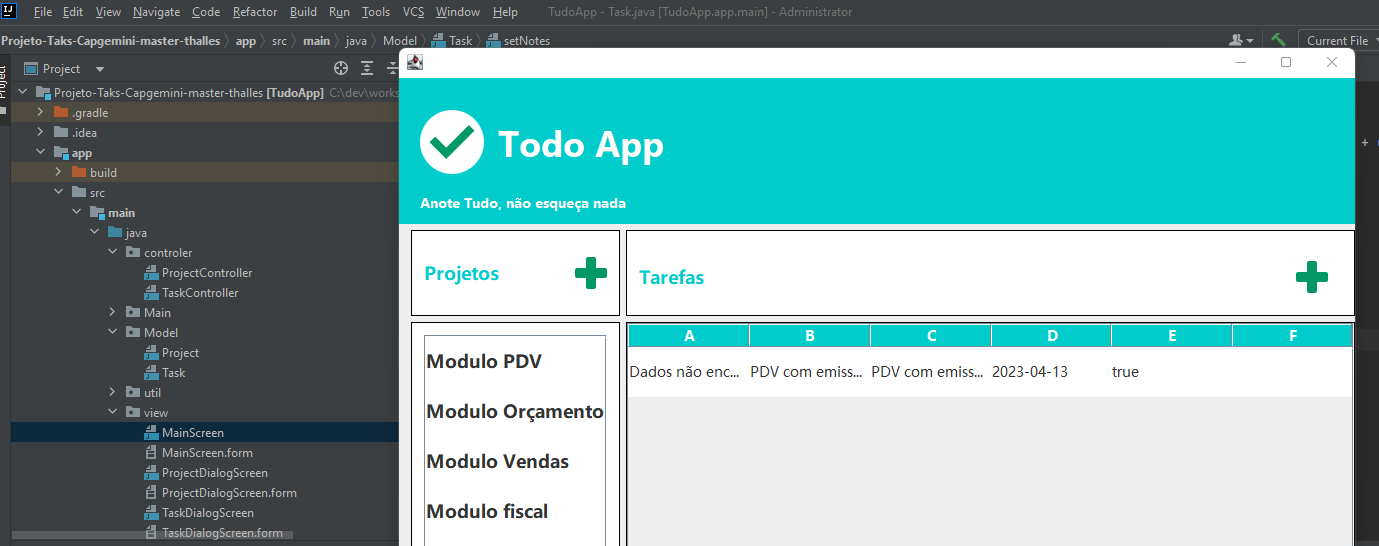 File Edit View Navigate Code Refactor Build Run Tools VCS Window Help TudoApp - Task.java [TudoApp.app.main] - Administrator
Projeto-Taks-Capgemini-master-thalles app src main java Model Task setNotes Current File
Project
Project
Projeto-Taks-Capgemini-master-thalles [TudoApp] C:\dev\works
.gradle
.idea
app
build
src
main
java
controler
ProjectController
TaskController
Main
Model
Project
Task
util
view
MainScreen
MainScreen.form
ProjectDialogScreen
ProjectDialogScreen.form
TaskDialogScreen
TaskDialogScreen.form
Todo App
Anote Tudo, não esqueça nada
Projetos
Tarefas
Modulo PDV
Modulo Orçamento
Modulo Vendas
Modulo fiscal
A B C D E F
Dados não enc... PDV com emiss... PDV com emiss... 2023-04-13 true